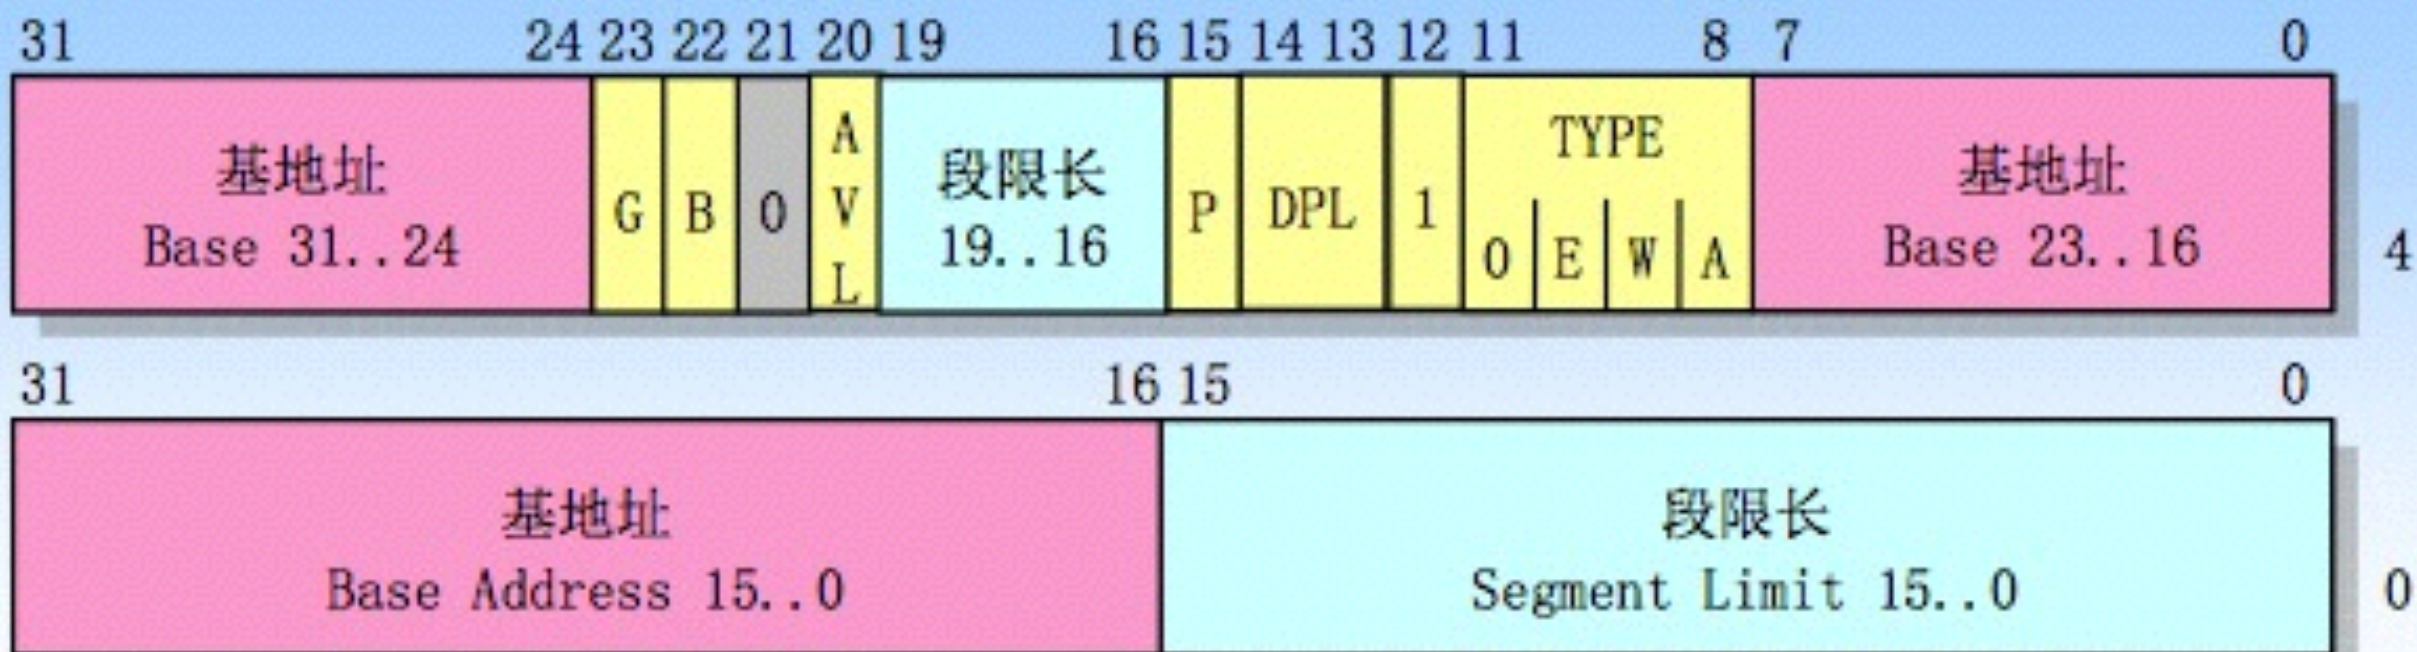 31 24 23 22 21 20 19 16 15 14 13 12 11 8 7 0
基地址
Base 31..24
G
B
0
A
V
L
段限长
19..16
P
DPL
1
TYPE
0 E W A
基地址
Base 23..16
4
31 16 15 0
基地址
Base Address 15..0
段限长
Segment Limit 15..0
0